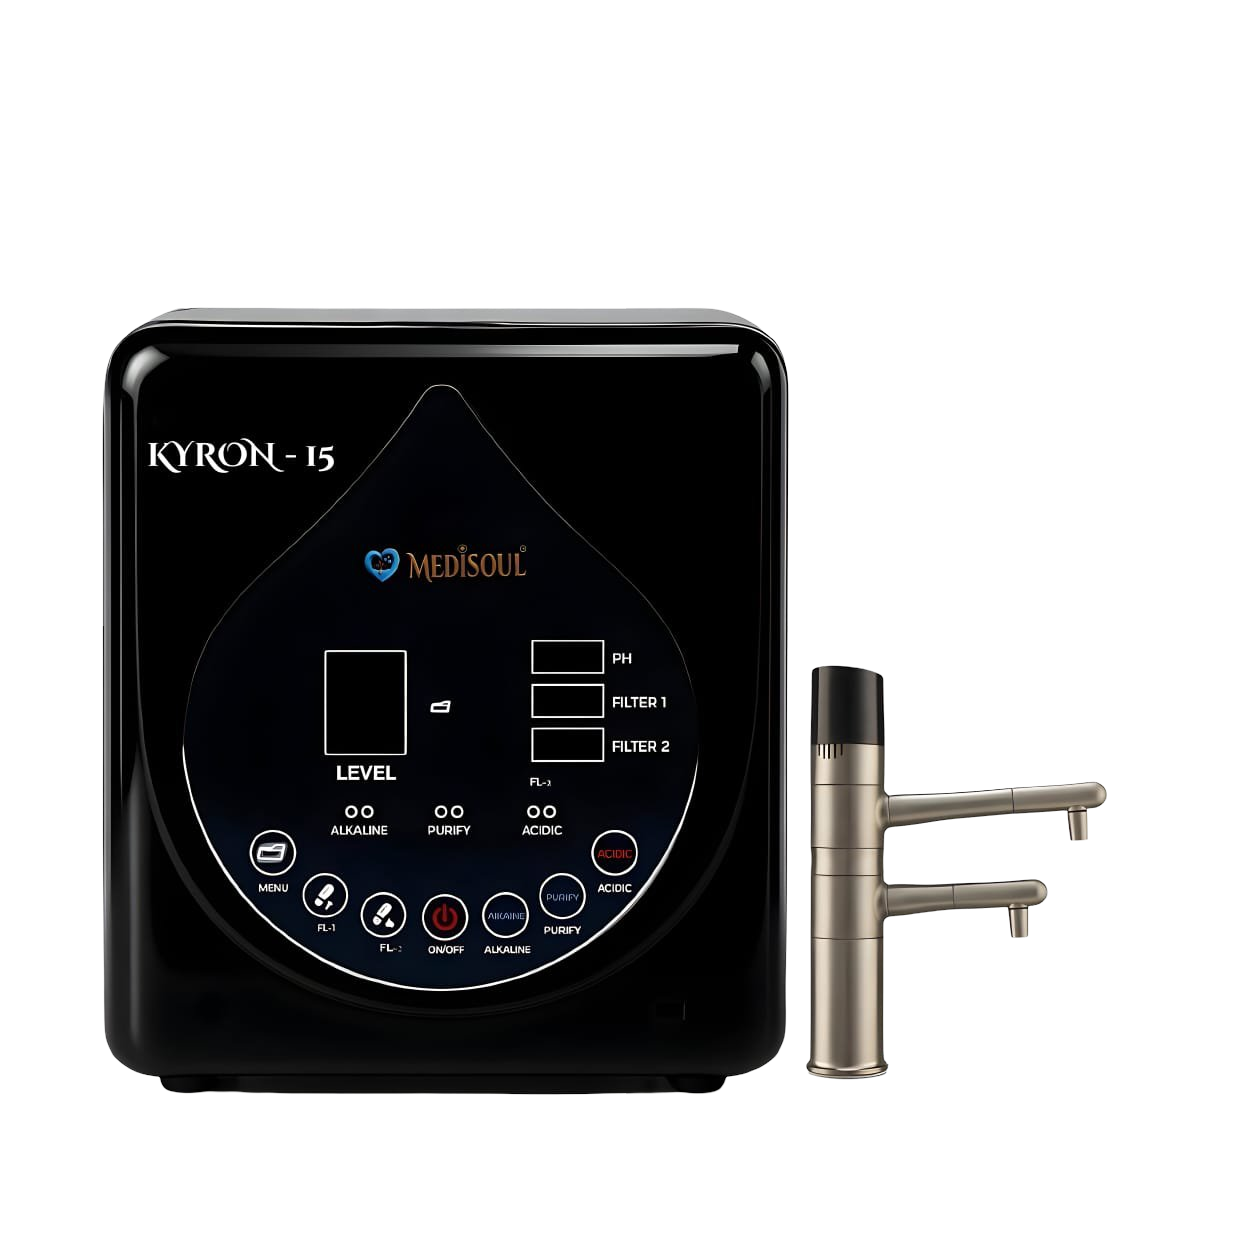 KYRON - 15
MEDISOUL
PH
FILTER 1
FILTER 2
LEVEL
ALKALINE
PURIFY
ACIDIC
ACIDIC
MENU
ACIDIC
PURIFY
FL-1
PURIFY
ON/OFF
ALKALINE